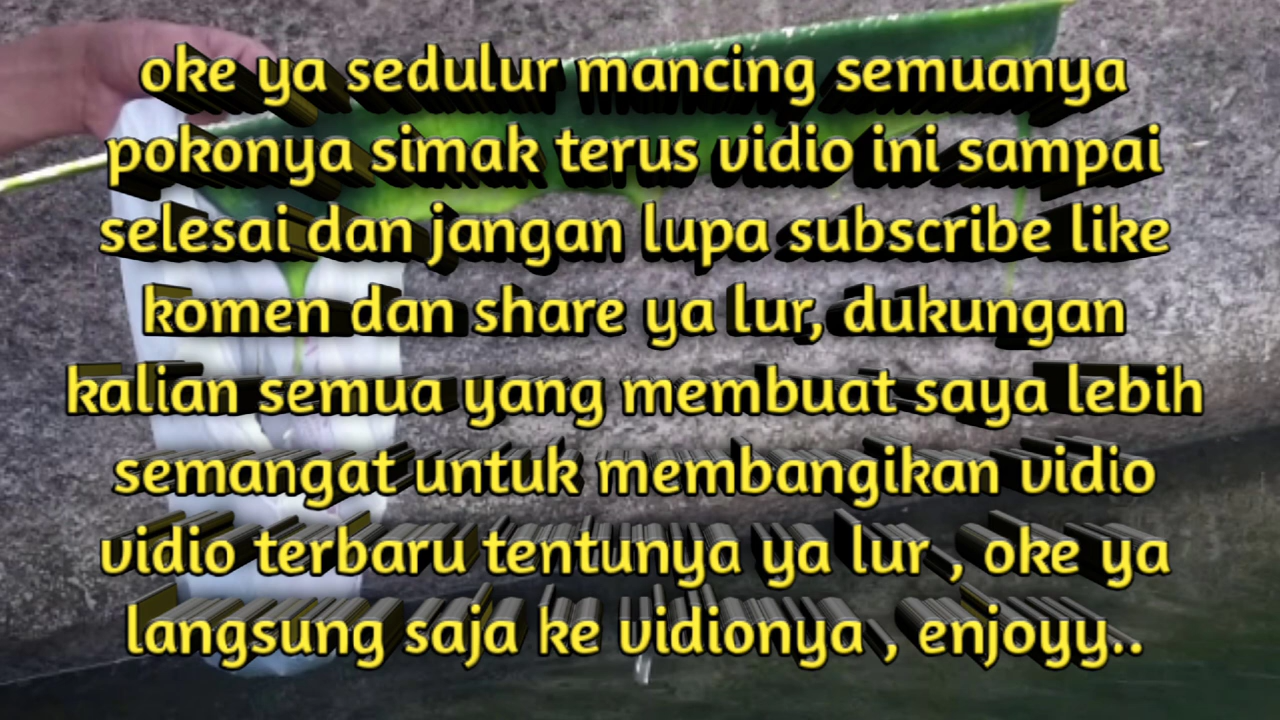 oke ya sedulur mancing semuanya
pokonya simak terus vidio ini sampai
selesai dan jangan lupa subscribe like
komen dan share ya lur, dukungan
kalian semua yang membuat saya lebih
semangat untuk membangikan vidio
vidio terbaru tentunya ya lur , oke ya
langsung saja ke vidionya , enjoyy..